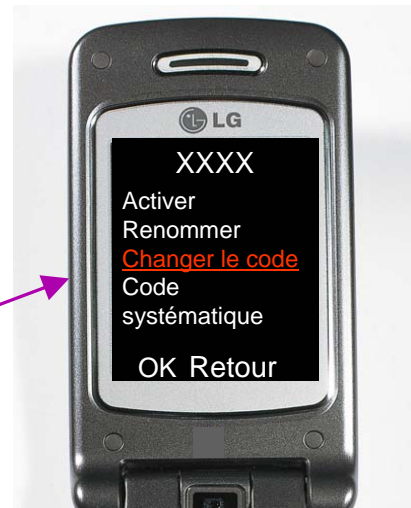 LG
XXXX
Activer
Renommer
Changer le code
Code
systématique
OK Retour